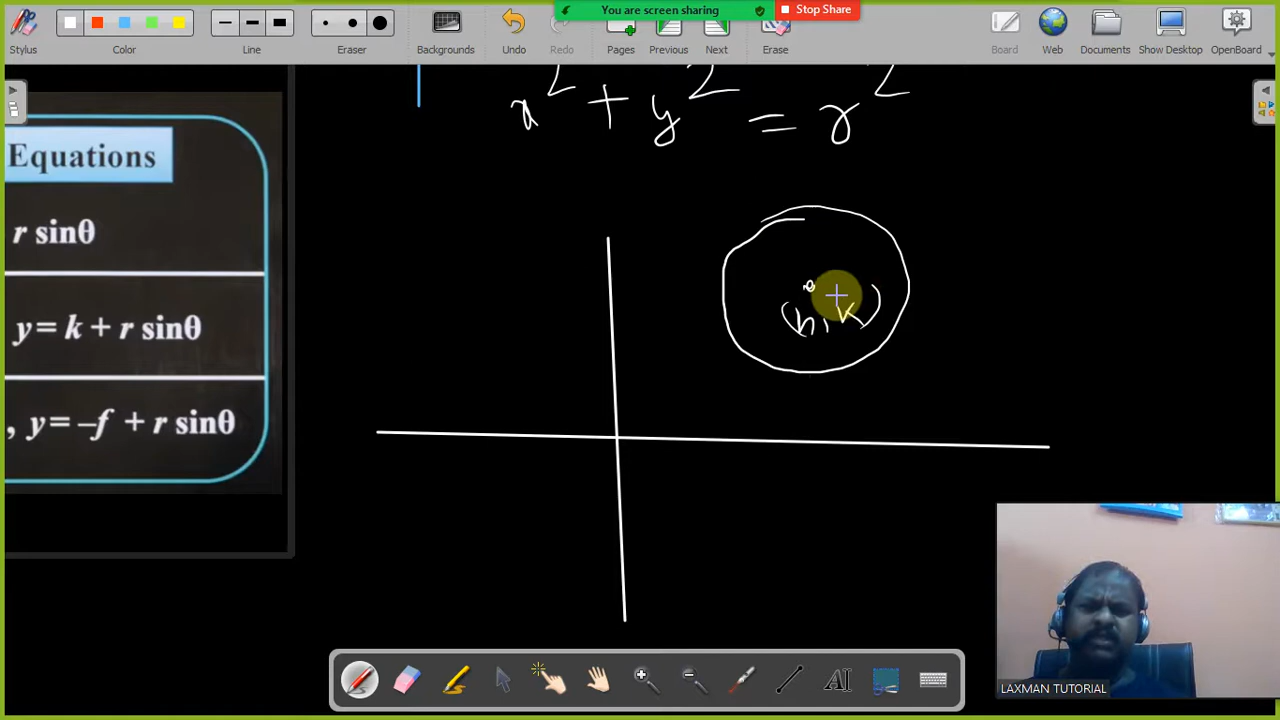 You are screen sharing
Stop Share
Stylus
Color
Line
Eraser
Backgrounds
Undo
Redo
Pages
Previous
Next
Erase
Board
Web
Documents
Show Desktop
OpenBoard
x² + y² = r²
Equations
r sinθ
y = k + r sinθ
, y = –f + r sinθ
(h, k)
AI
LAXMAN TUTORIAL